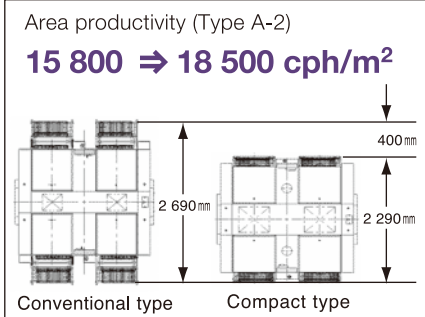 Area productivity (Type A-2)
15 800 ⇒ 18 500 cph/m²
400㎜
2 690㎜
2 290㎜
Conventional type
Compact type